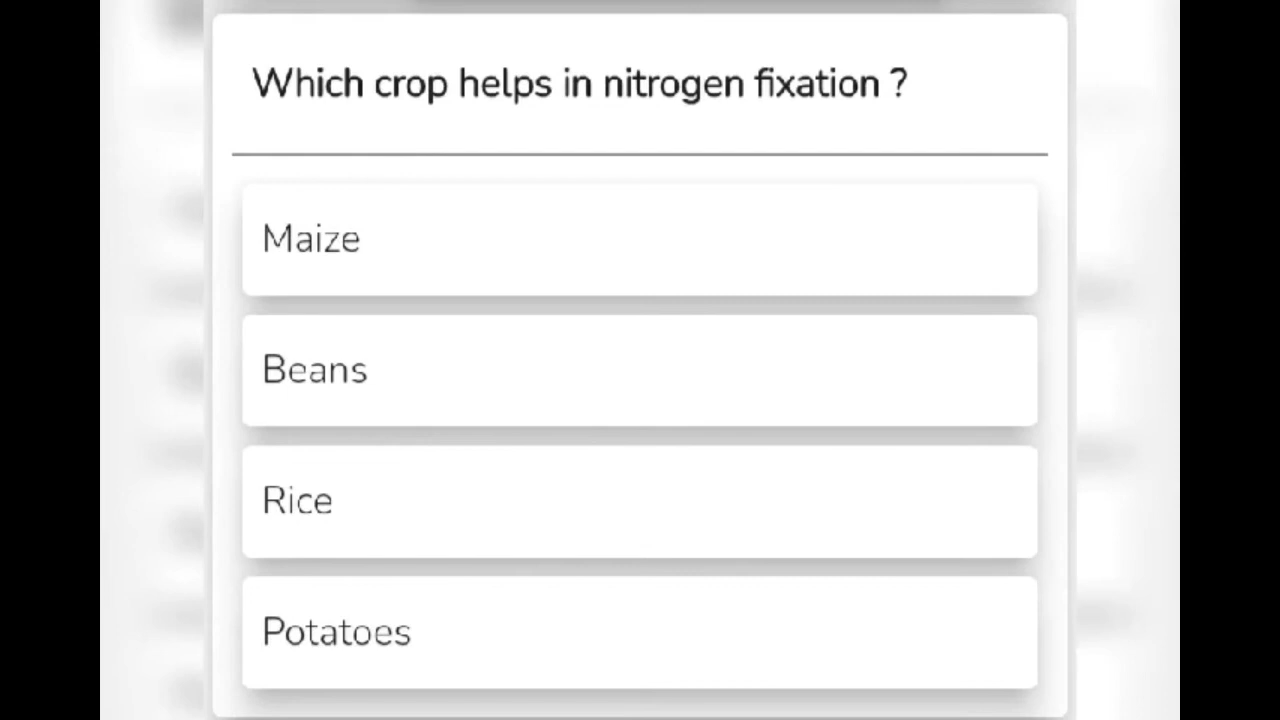 Which crop helps in nitrogen fixation ?
Maize
Beans
Rice
Potatoes